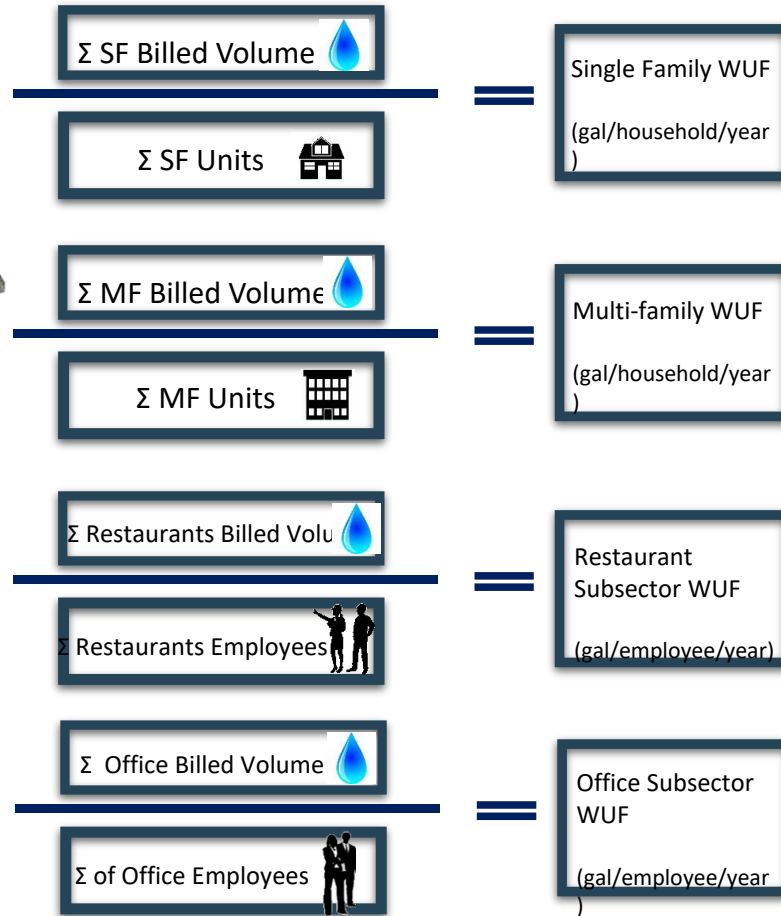 Σ SF Billed Volume
Σ SF Units
Single Family WUF
(gal/household/year
)
Σ MF Billed Volume
Σ MF Units
Multi-family WUF
(gal/household/year
)
Σ Restaurants Billed Volu
Σ Restaurants Employees
Restaurant
Subsector WUF
(gal/employee/year)
Σ Office Billed Volume
Σ of Office Employees
Office Subsector
WUF
(gal/employee/year
)